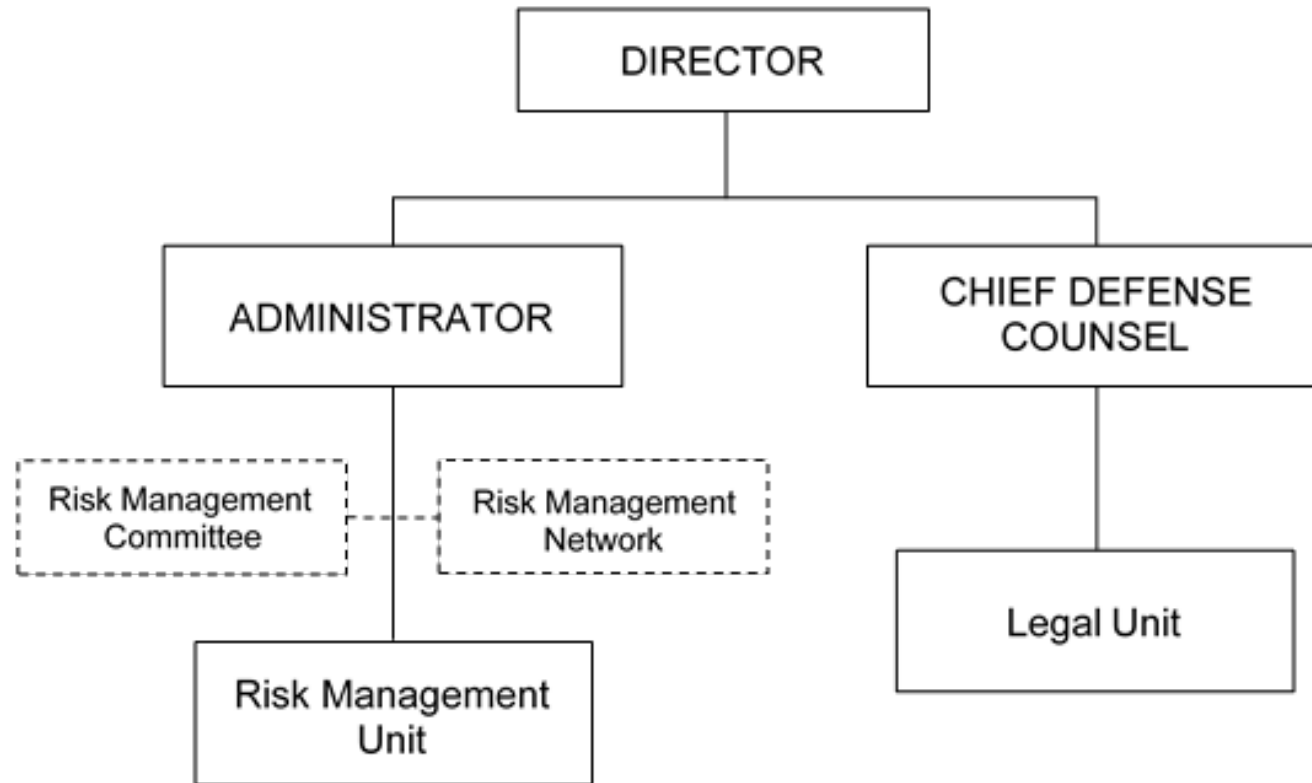 DIRECTOR
ADMINISTRATOR
CHIEF DEFENSE
COUNSEL
Risk Management
Committee
Risk Management
Network
Legal Unit
Risk Management
Unit